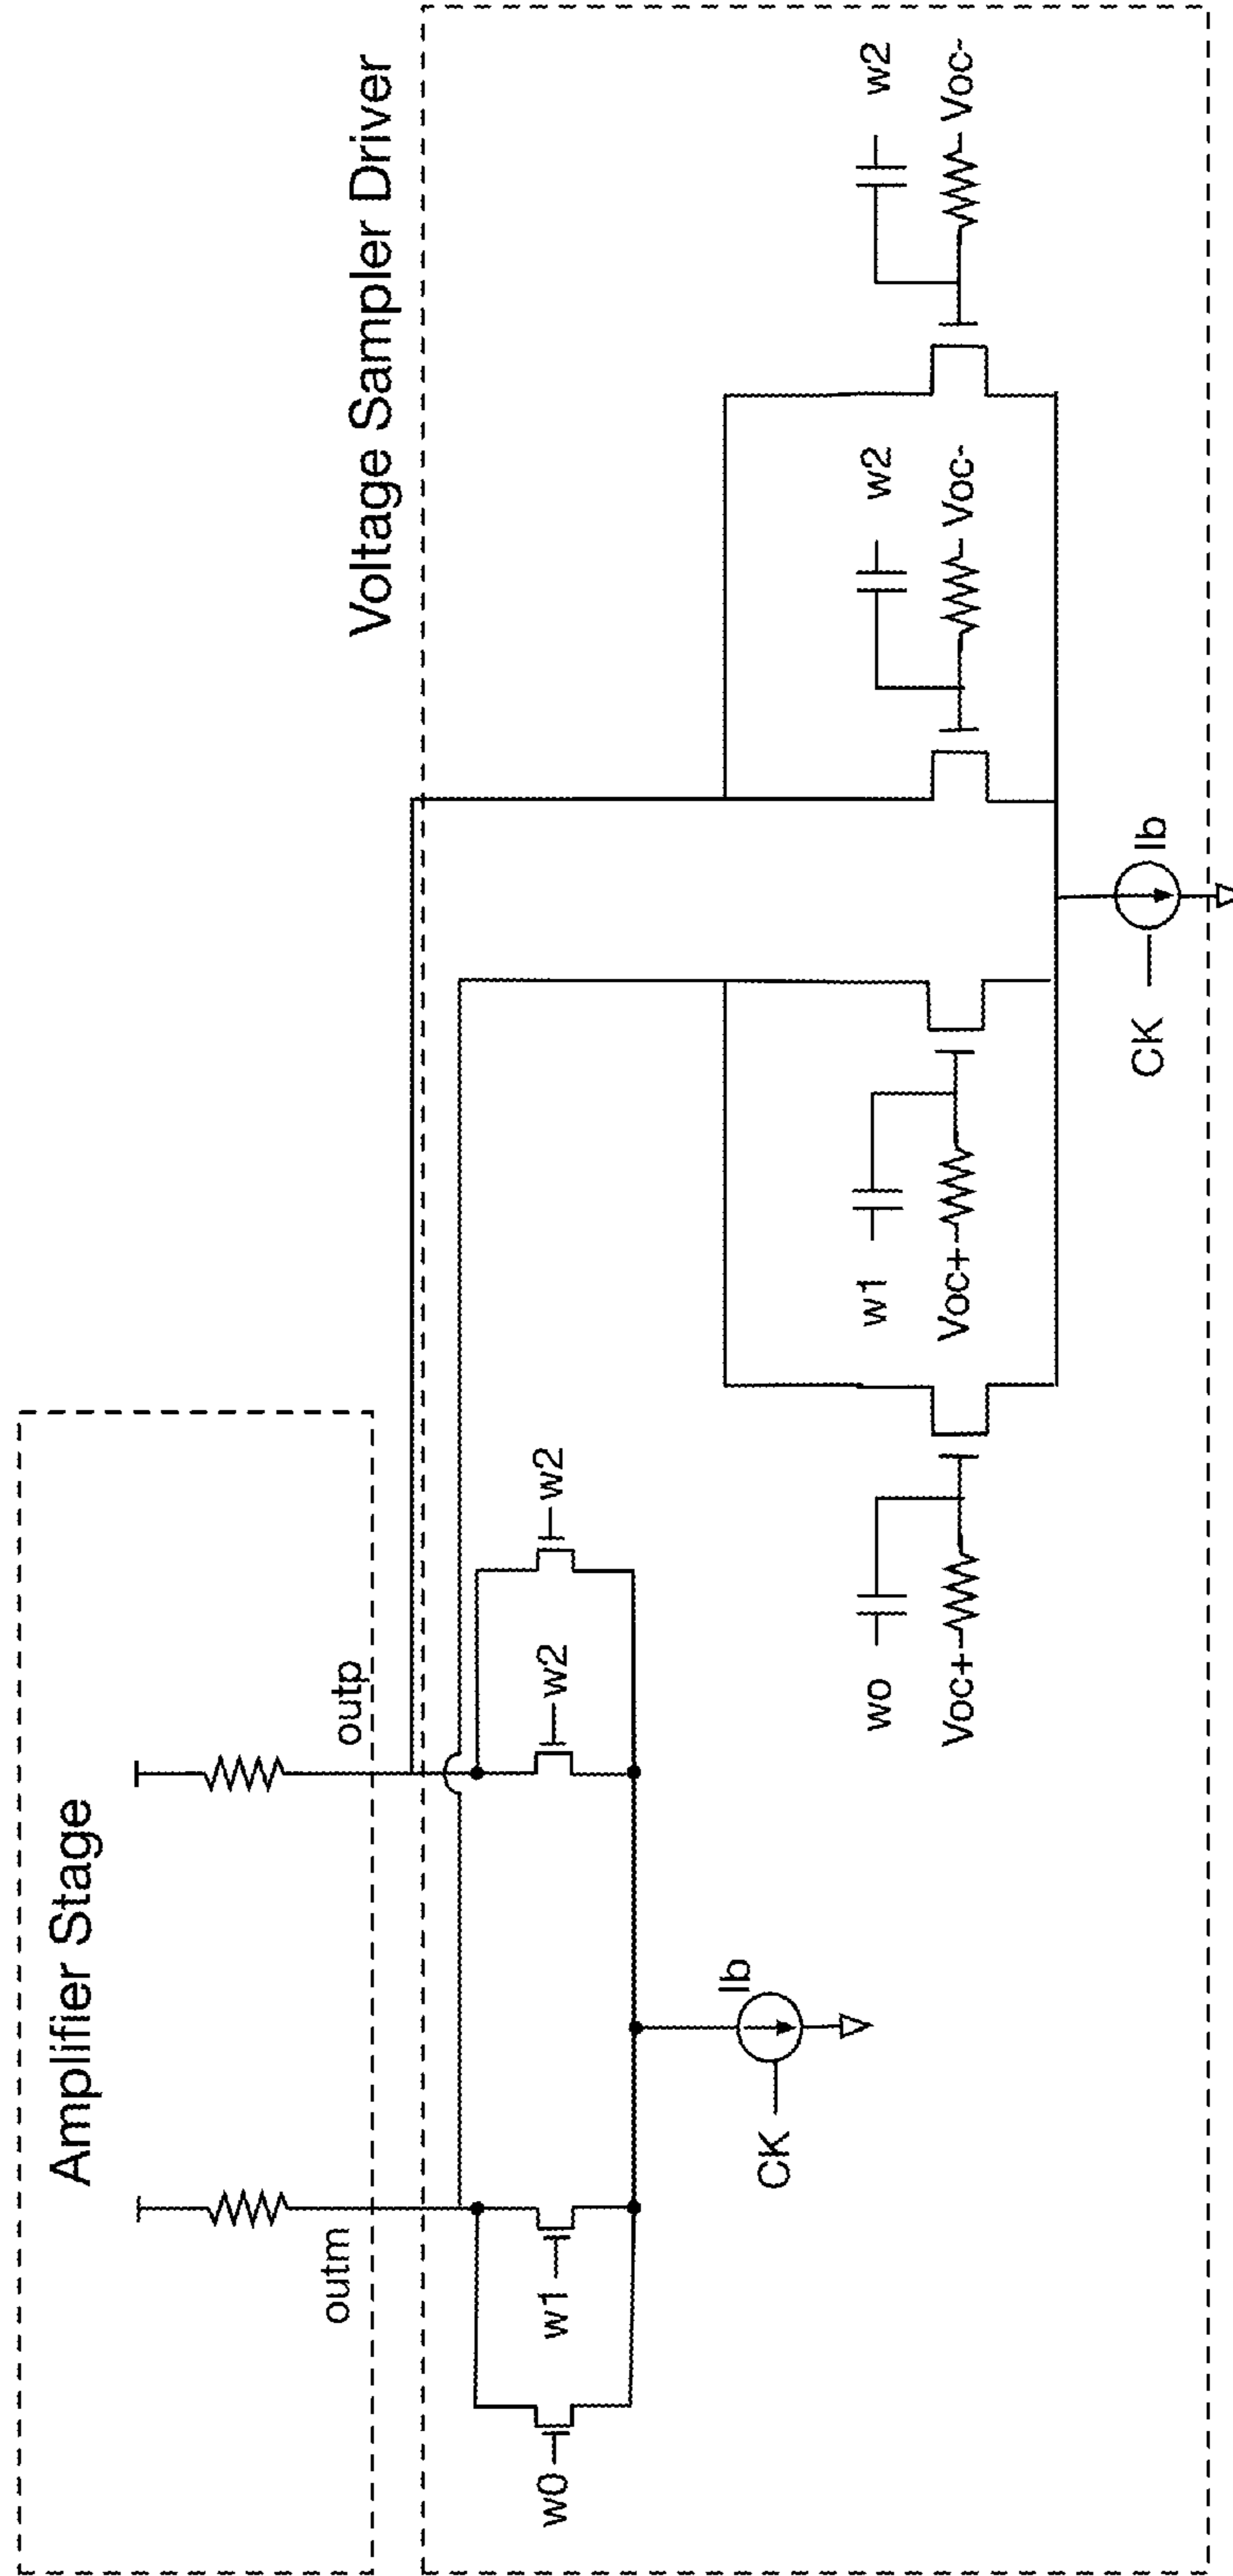 Amplifier Stage
outm
outp
Voltage Sampler Driver
w0
w1
w2
w2
CK
Ib
wo
Voc+
w1
Voc+
w2
Voc-
w2
Voc-
CK
Ib